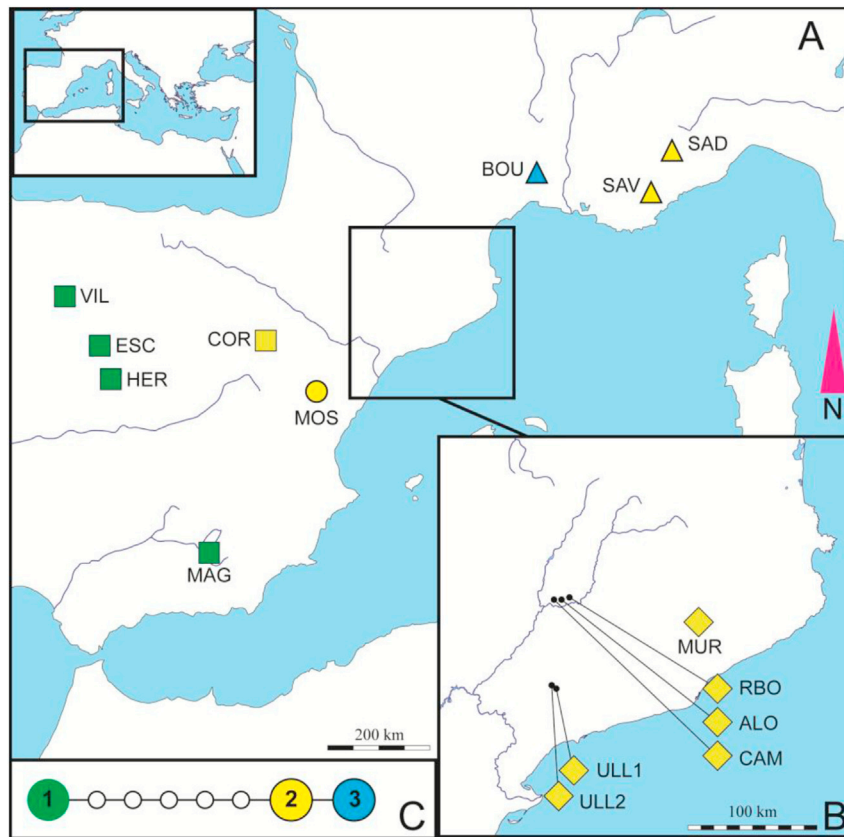 A
SAD
BOU
SAV
VIL
COR
ESC
HER
MOS
N
MAG
MUR
200 km
RBO
ALO
CAM
ULL1
ULL2
1 2 3
C
100 km
B